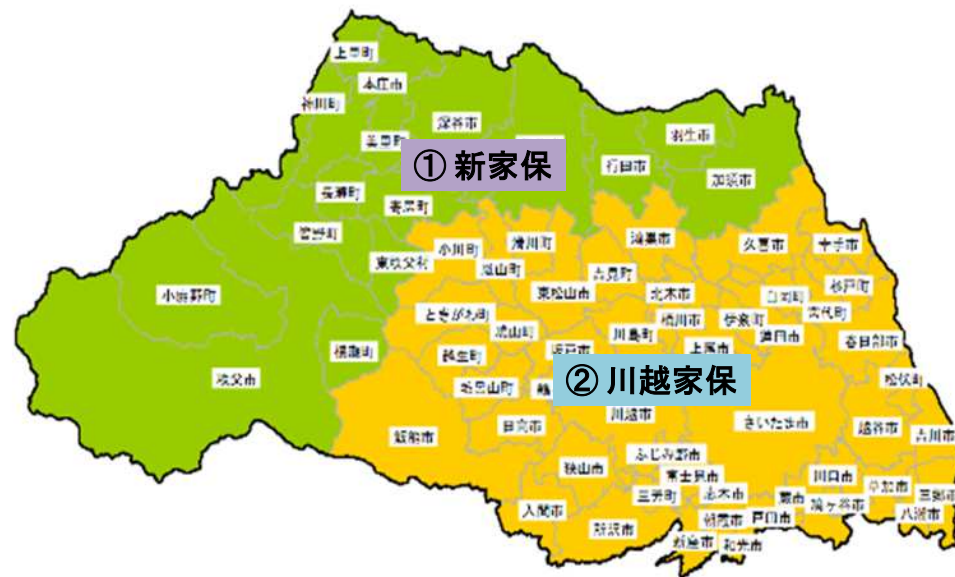 上里町
本庄市
神川町
深谷市
美里町
① 新家保
羽生市
行田市
加須市
長瀞町
寄居町
皆野町
小川町
滑川町
鴻巣市
久喜市
幸手市
東秩父村
嵐山町
吉見町
小鹿野町
東松山市
北本市
白岡町
杉戸町
宮代町
ときがわ町
桶川市
伊奈町
蓮田市
鳩山町
川島町
春日部市
横瀬町
越生町
坂戸市
上尾市
② 川越家保
松伏町
秩父市
毛呂山町
川越市
さいたま市
飯能市
日高市
越谷市
吉川市
ふじみ野市
狭山市
富士見市
川口市
三芳町
志木市
蕨市
草加市
三郷市
入間市
鳩ヶ谷市
八潮市
所沢市
朝霞市
戸田市
新座市
和光市